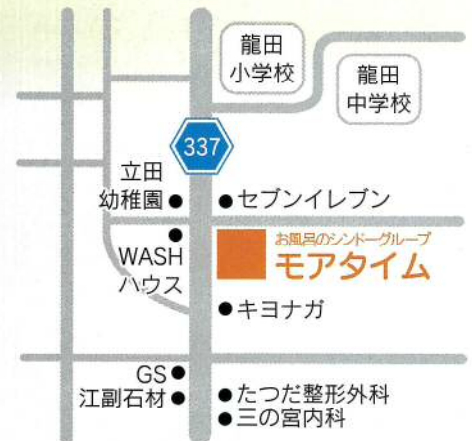 龍田
小学校
龍田
中学校
337
立田
幼稚園
セブンイレブン
WASH
ハウス
お風呂のシンドーグループ
モアタイム
キヨナガ
GS
江副石材
たつだ整形外科
三の宮内科